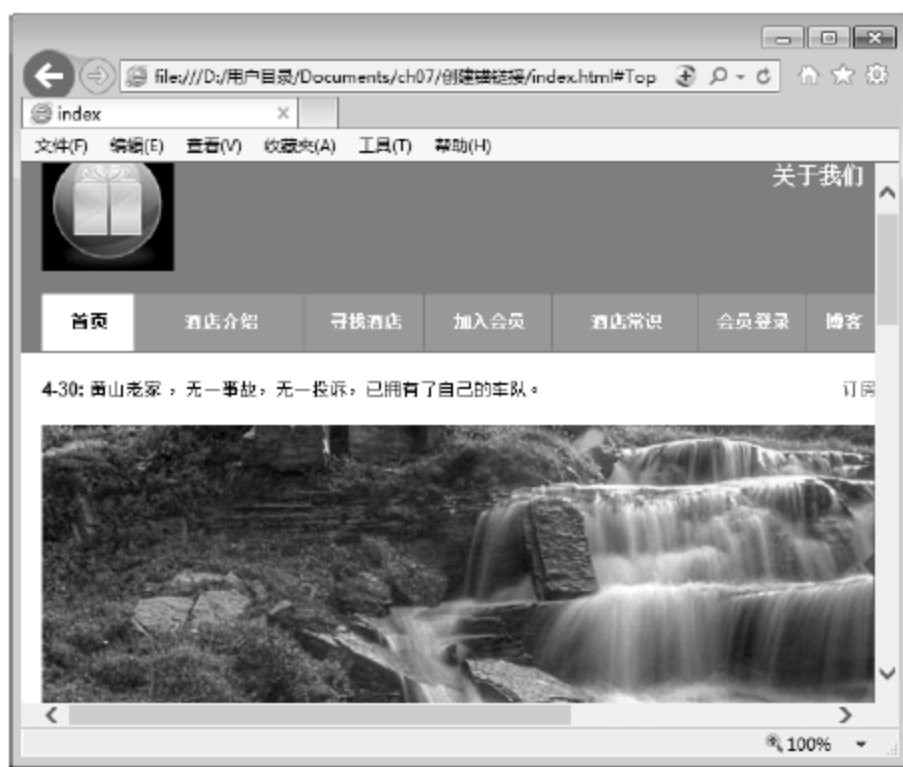 file:///D:/用户目录/Documents/ch07/创建锚链接/index.html#Top
index
文件(F) 编辑(E) 查看(V) 收藏夹(A) 工具(T) 帮助(H)
关于我们
首页 酒店介绍 寻找酒店 加入会员 酒店常识 会员登录 博客
4-30: 黄山老家，无一事故，无一投诉，已拥有了自己的车队。 订房
100%